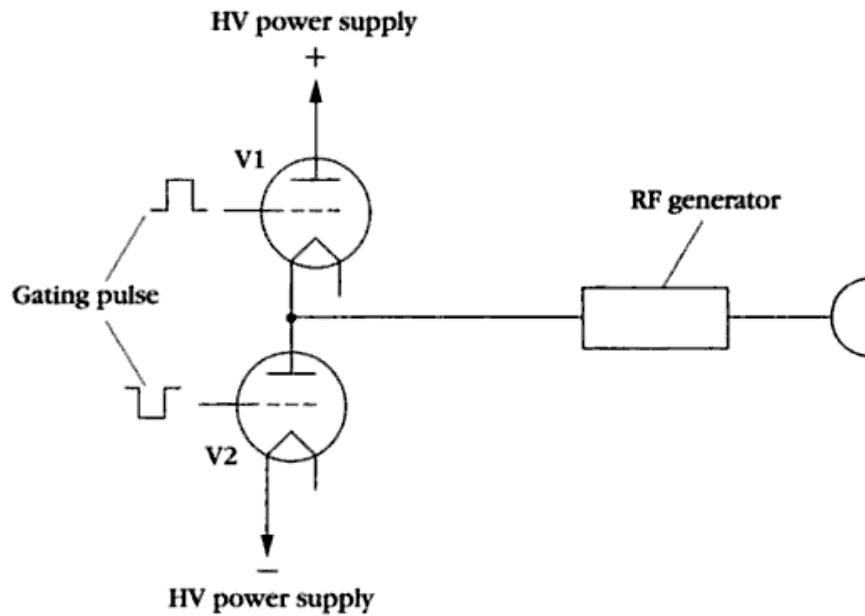 HV power supply
+
V1
RF generator
Gating pulse
V2
−
HV power supply